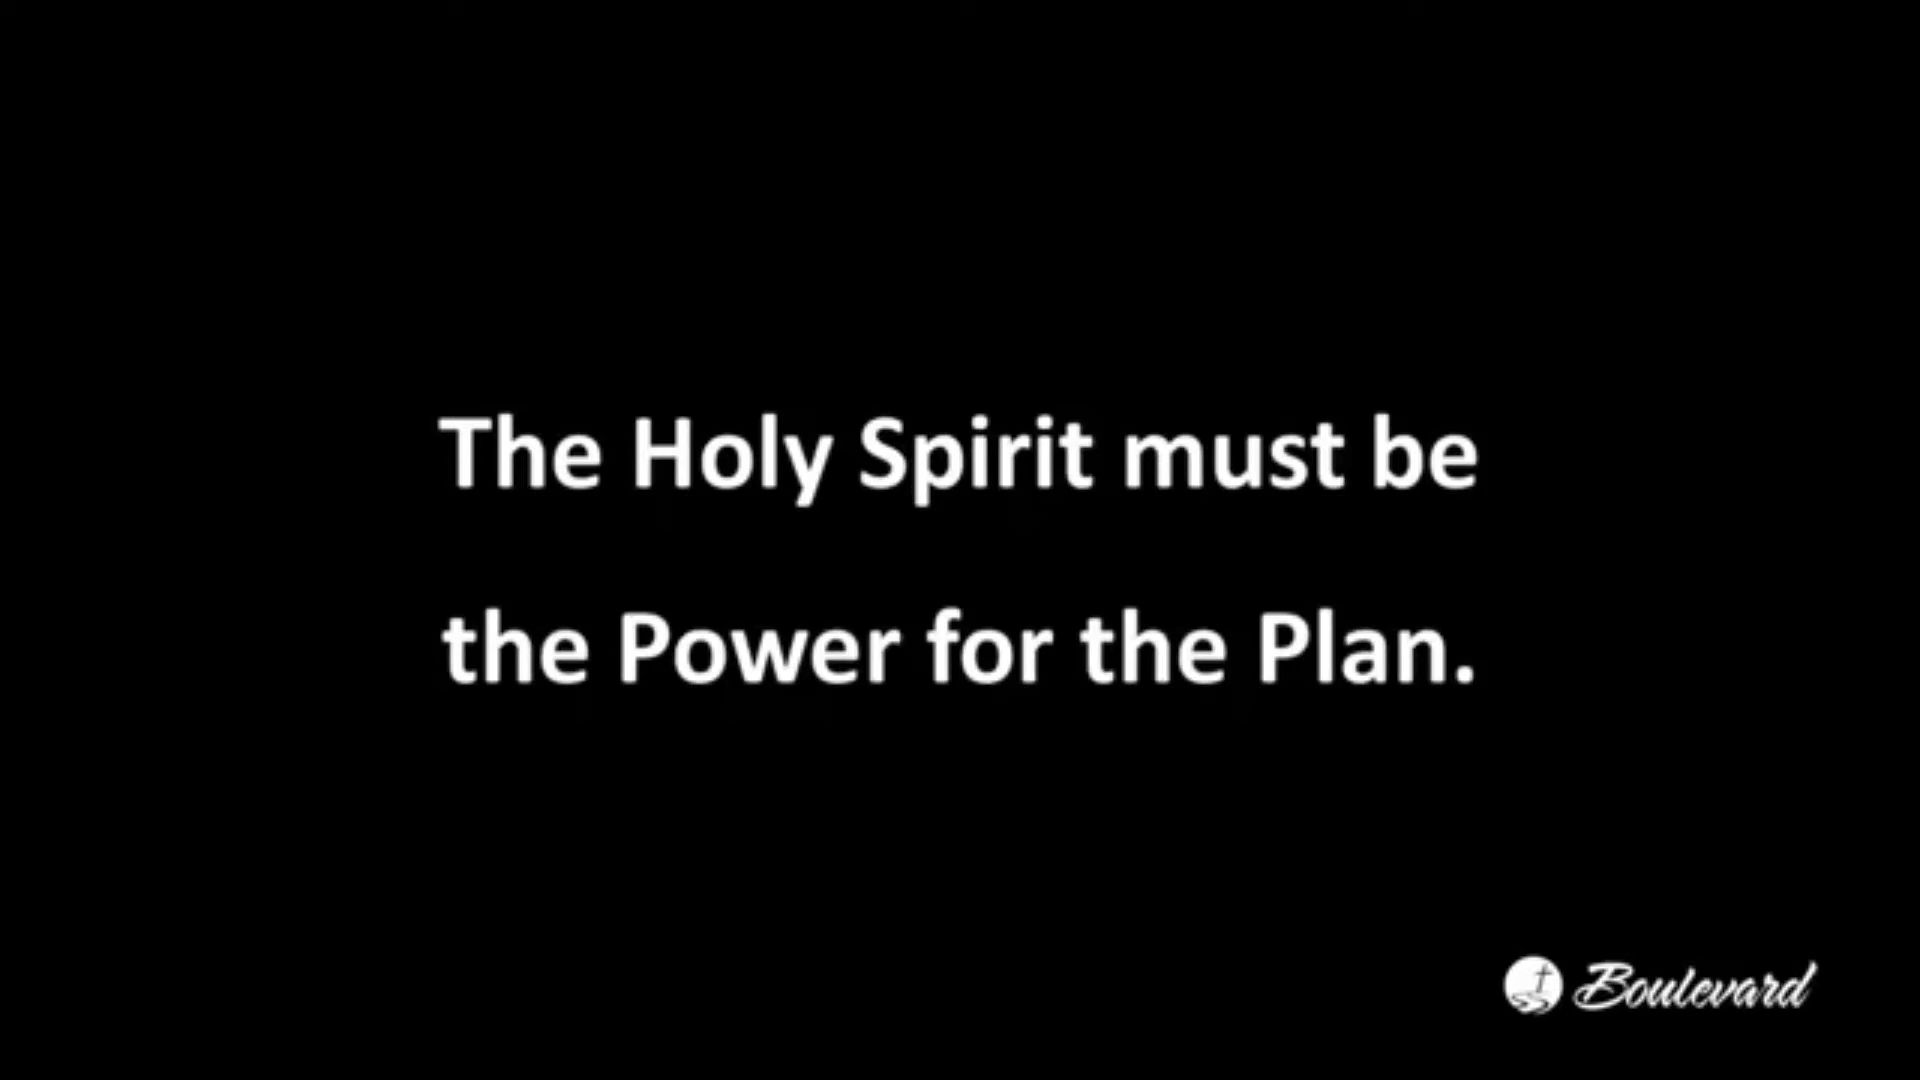 The Holy Spirit must be
the Power for the Plan.
Boulevard